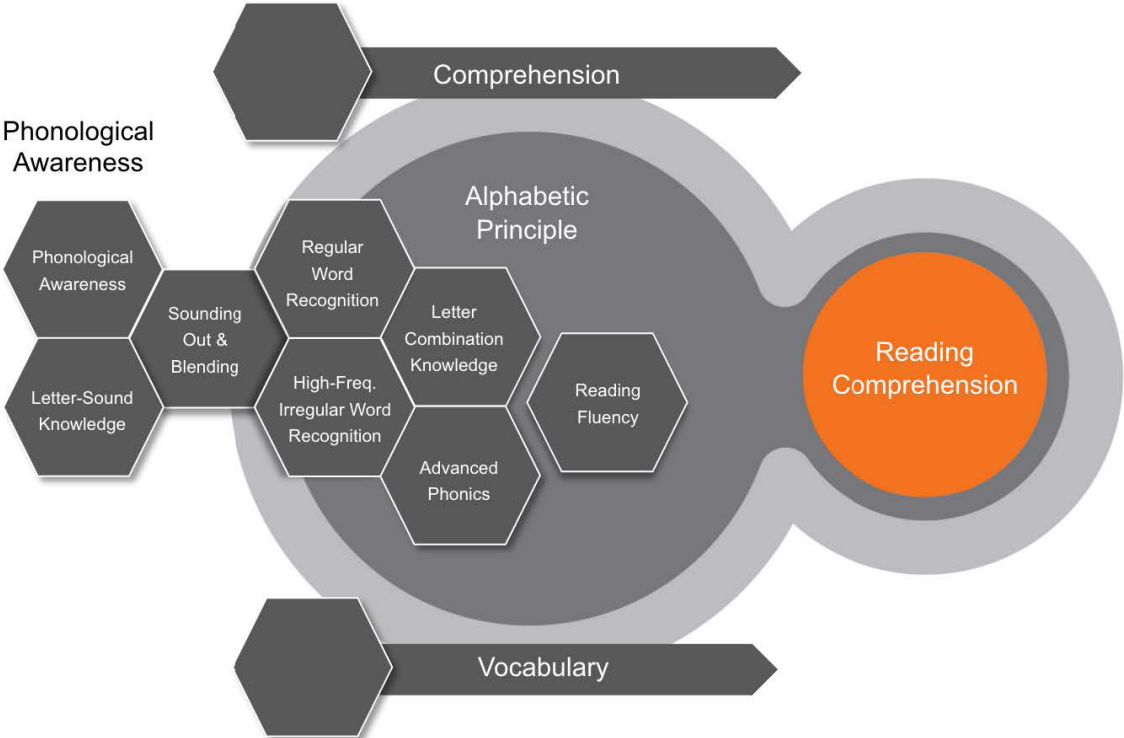 Comprehension
Phonological
Awareness
Alphabetic
Principle
Phonological
Awareness
Letter-Sound
Knowledge
Sounding
Out &
Blending
Regular
Word
Recognition
High-Freq.
Irregular Word
Recognition
Letter
Combination
Knowledge
Advanced
Phonics
Reading
Fluency
Reading
Comprehension
Vocabulary